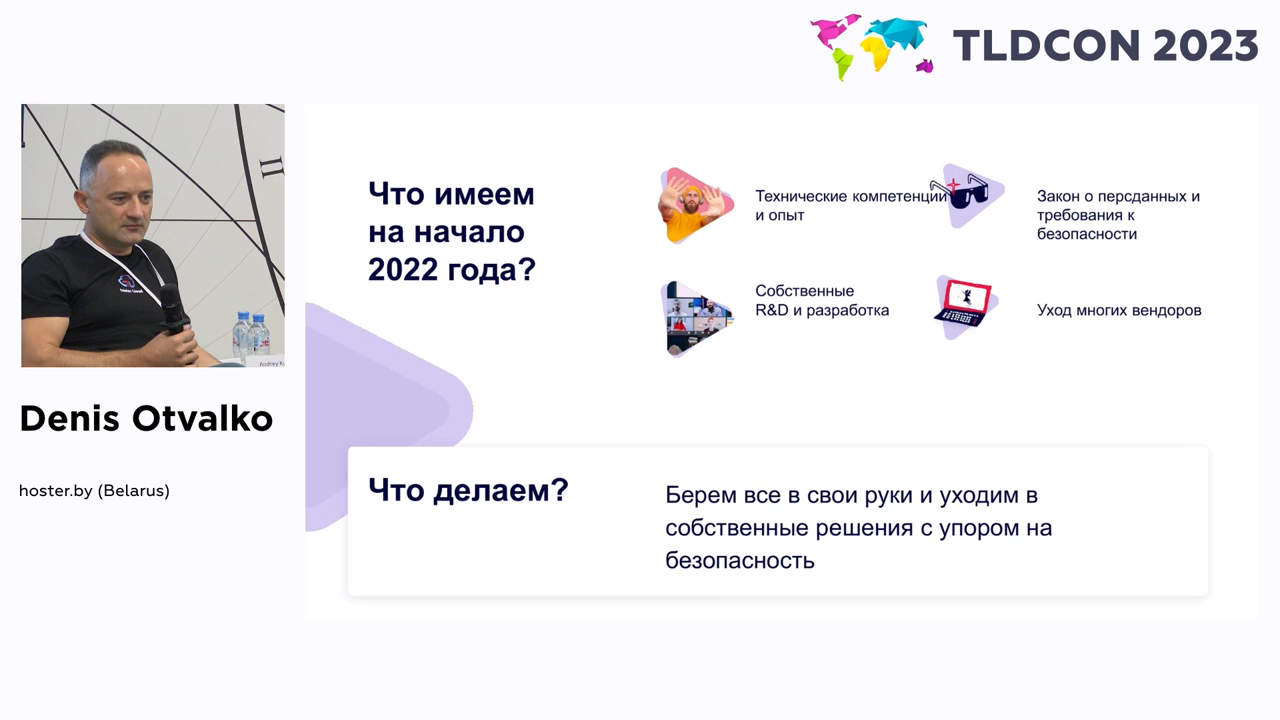 TLDCON 2023
Что имеем
на начало
2022 года?
Технические компетенции
и опыт
Закон о персданных и
требования к
безопасности
Собственные
R&D и разработка
Уход многих вендоров
Denis Otvalko
hoster.by (Belarus)
Что делаем?
Берем все в свои руки и уходим в
собственные решения с упором на
безопасность